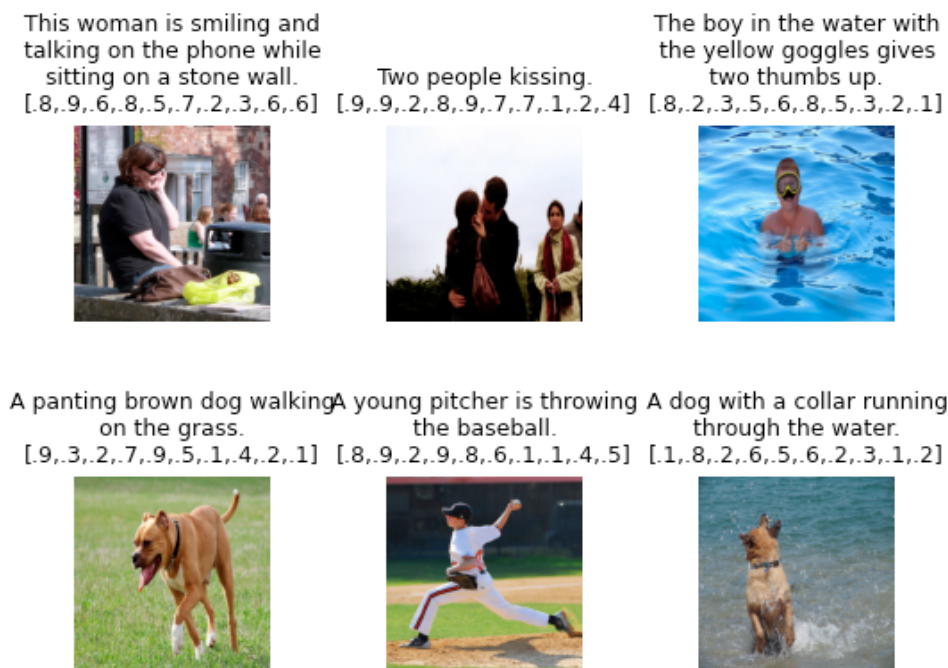 This woman is smiling and
talking on the phone while
sitting on a stone wall.
[.8,.9,.6,.8,.5,.7,.2,.3,.6,.6]
Two people kissing.
[.9,.9,.2,.8,.9,.7,.7,.1,.2,.4]
The boy in the water with
the yellow goggles gives
two thumbs up.
[.8,.2,.3,.5,.6,.8,.5,.3,.2,.1]
A panting brown dog walking
on the grass.
[.9,.3,.2,.7,.9,.5,.1,.4,.2,.1]
A young pitcher is throwing
the baseball.
[.8,.9,.2,.9,.8,.6,.1,.1,.4,.5]
A dog with a collar running
through the water.
[.1,.8,.2,.6,.5,.6,.2,.3,.1,.2]